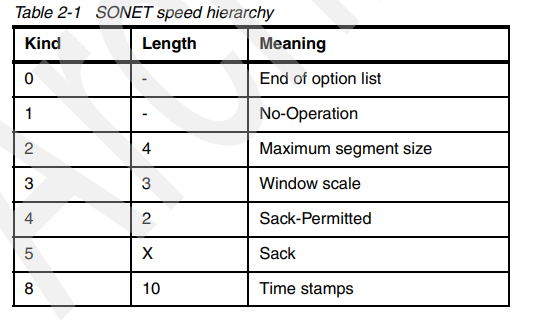 Table 2-1 SONET speed hierarchy
Kind Length Meaning
0 - End of option list
1 - No-Operation
2 4 Maximum segment size
3 3 Window scale
4 2 Sack-Permitted
5 X Sack
8 10 Time stamps